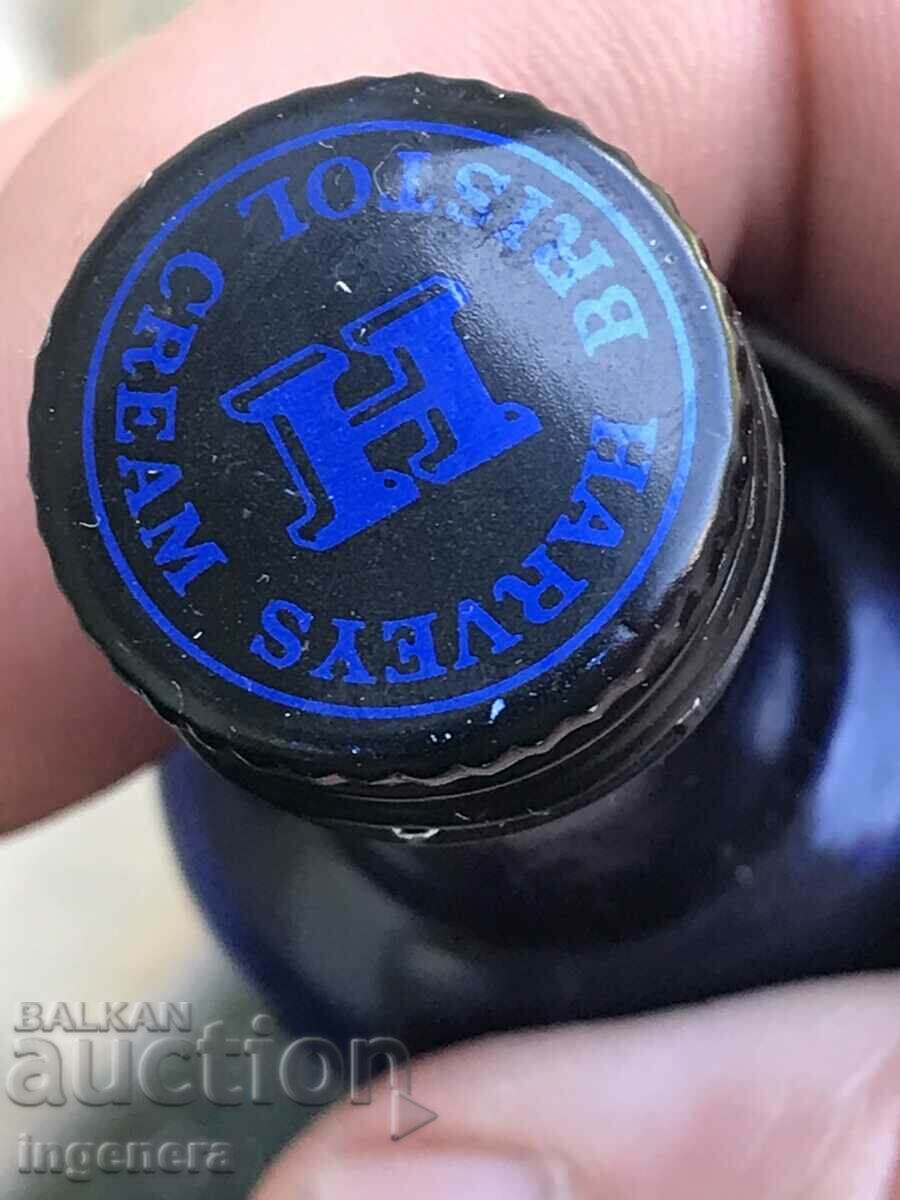 HARVEYS BRISTOL CREAM
H
BALKAN
auction
ingenera